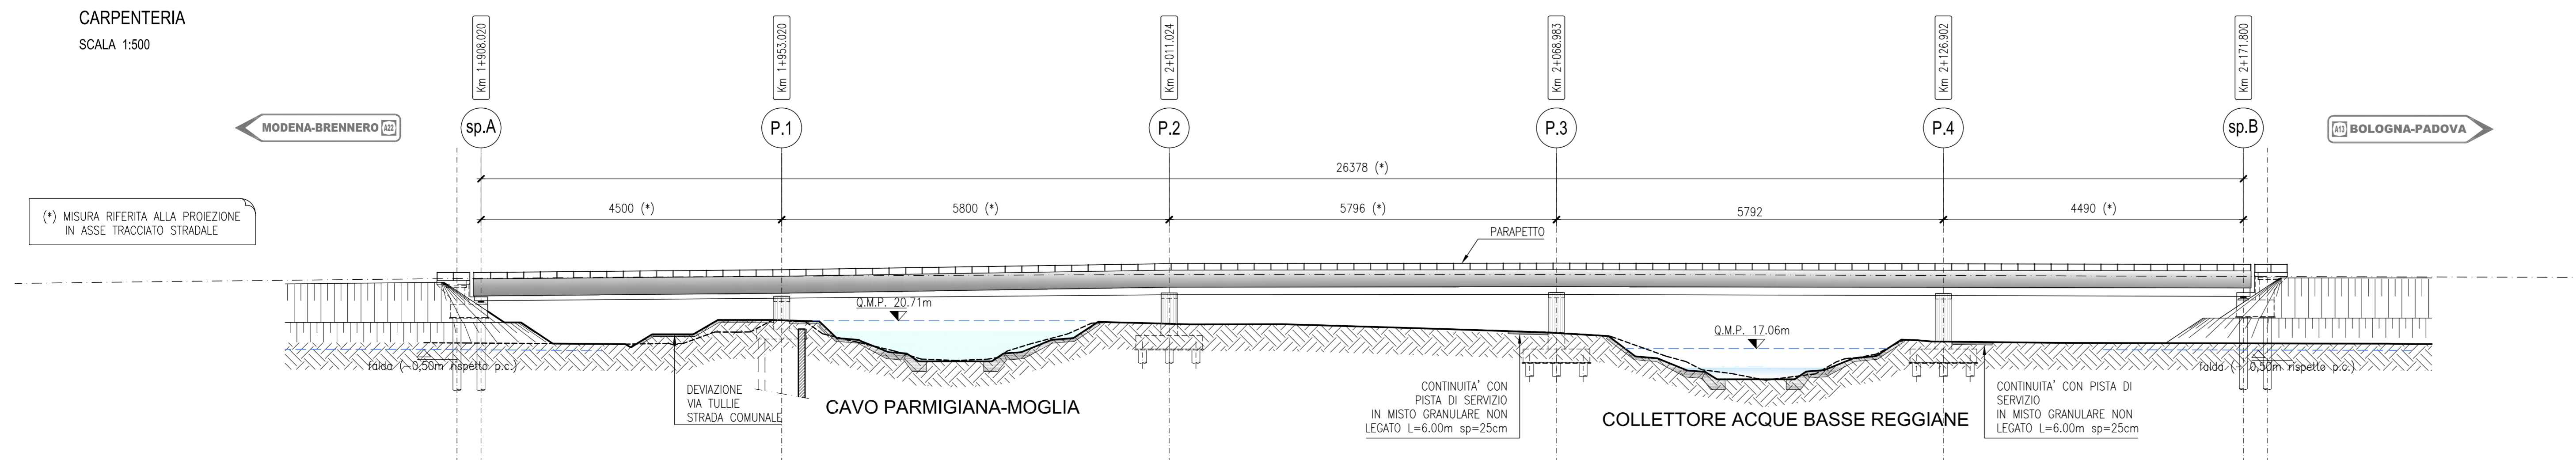 CARPENTERIA
SCALA 1:500
Km 1+908.020
Km 1+953.020
Km 2+011.024
Km 2+068.983
Km 2+126.902
Km 2+171.800
MODENA-BRENNERO A22
sp.A
P.1
P.2
P.3
P.4
sp.B
A13 BOLOGNA-PADOVA
26378 (*)
4500 (*)
5800 (*)
5796 (*)
5792
4490 (*)
(*) MISURA RIFERITA ALLA PROIEZIONE
IN ASSE TRACCIATO STRADALE
PARAPETTO
Q.M.P. 20.71m
Q.M.P. 17.06m
falda (-0,50m rispetto p.c.)
falda (- 0,50m rispetto p.c.)
DEVIAZIONE
VIA TULLIE
STRADA COMUNALE
CAVO PARMIGIANA-MOGLIA
CONTINUITA' CON
PISTA DI SERVIZIO
IN MISTO GRANULARE NON
LEGATO L=6.00m sp=25cm
COLLETTORE ACQUE BASSE REGGIANE
CONTINUITA' CON PISTA DI
SERVIZIO
IN MISTO GRANULARE NON
LEGATO L=6.00m sp=25cm